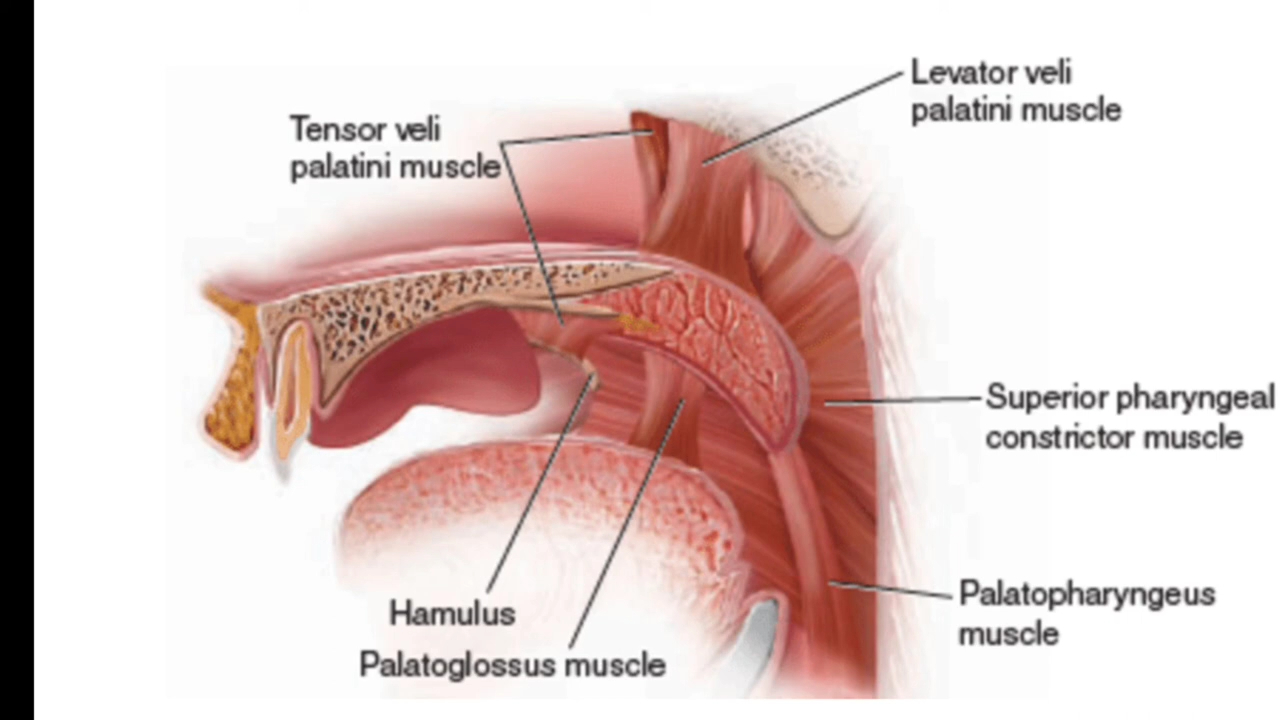 Levator veli
palatini muscle
Tensor veli
palatini muscle
Superior pharyngeal
constrictor muscle
Hamulus
Palatoglossus muscle
Palatopharyngeus
muscle